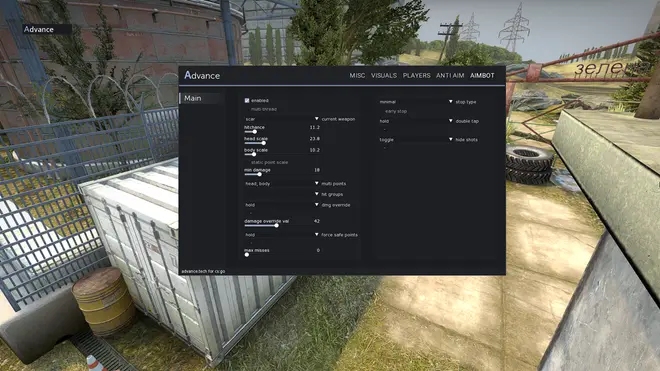 Advance
Advance MISC VISUALS PLAYERS ANTI AIM AIMBOT
Main
enabled
multi thread
scar current weapon
hitchance 11.2
head scale 23.8
body scale 10.2
static point scale
min damage 18
head, body multi points
hit groups
hold dmg override
damage override val 42
hold force safe points
max misses 0
minimal stop type
early stop
hold double tap
-
toggle hide shots
-
advance.tech for cs:go
зеле